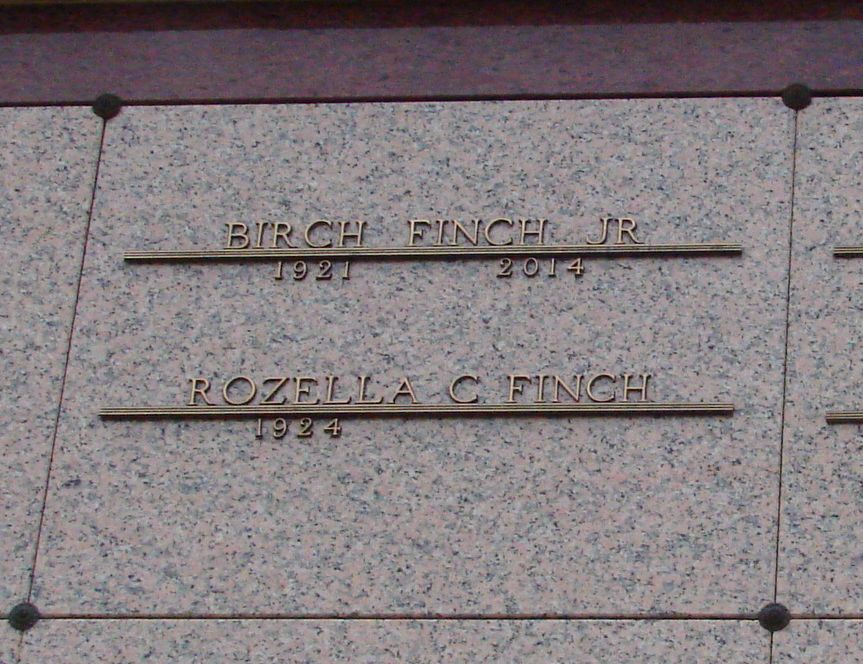 BIRCH FINCH JR
1921 2014
ROZELLA C FINCH
1924